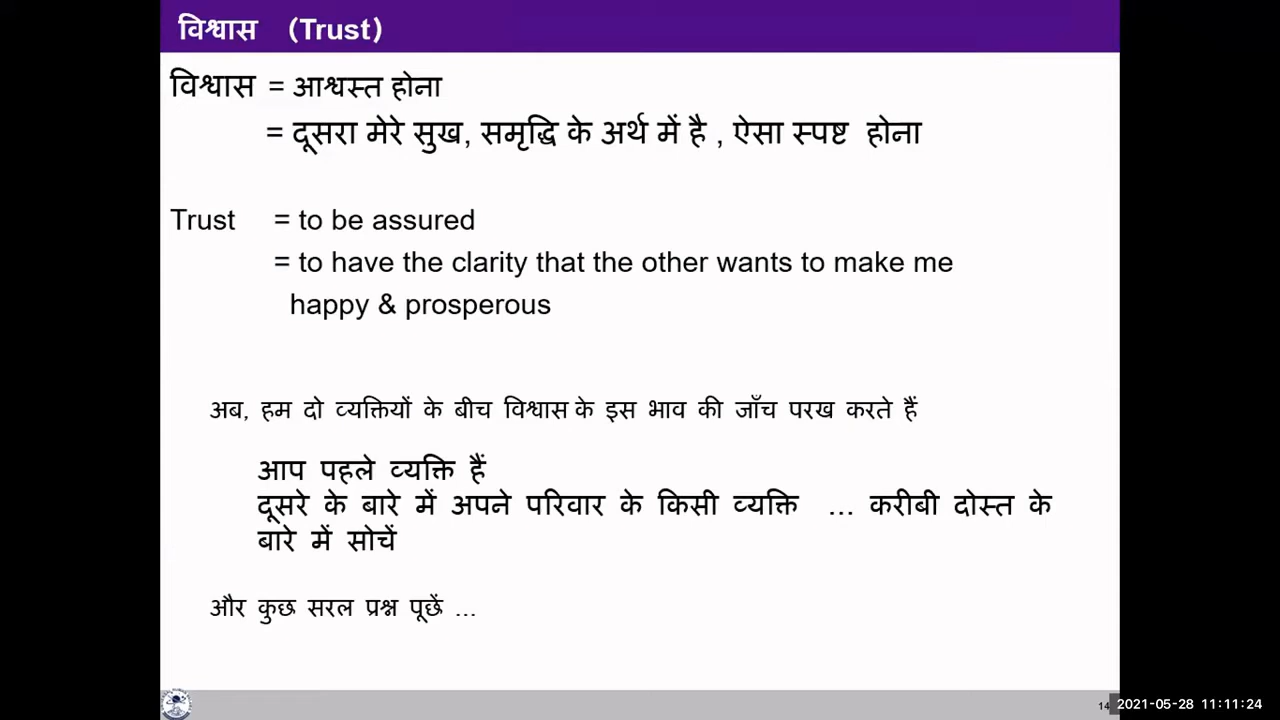 विश्वास (Trust)
विश्वास = आश्वस्त होना
= दूसरा मेरे सुख, समृद्धि के अर्थ में है , ऐसा स्पष्ट होना
Trust = to be assured
= to have the clarity that the other wants to make me
happy & prosperous
अब, हम दो व्यक्तियों के बीच विश्वास के इस भाव की जाँच परख करते हैं
आप पहले व्यक्ति हैं
दूसरे के बारे में अपने परिवार के किसी व्यक्ति ... करीबी दोस्त के
बारे में सोचें
और कुछ सरल प्रश्न पूछें ...
14
2021-05-28 11:11:24